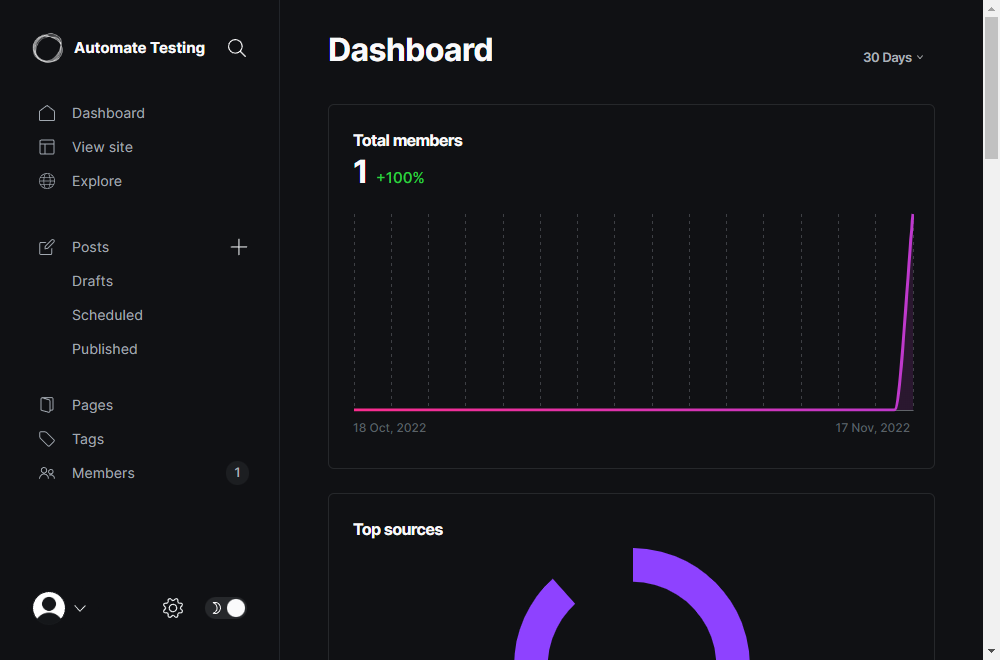 Automate Testing
Dashboard
View site
Explore
Posts
Drafts
Scheduled
Published
Pages
Tags
Members 1
Dashboard
30 Days
Total members
1 +100%
18 Oct, 2022 17 Nov, 2022
Top sources